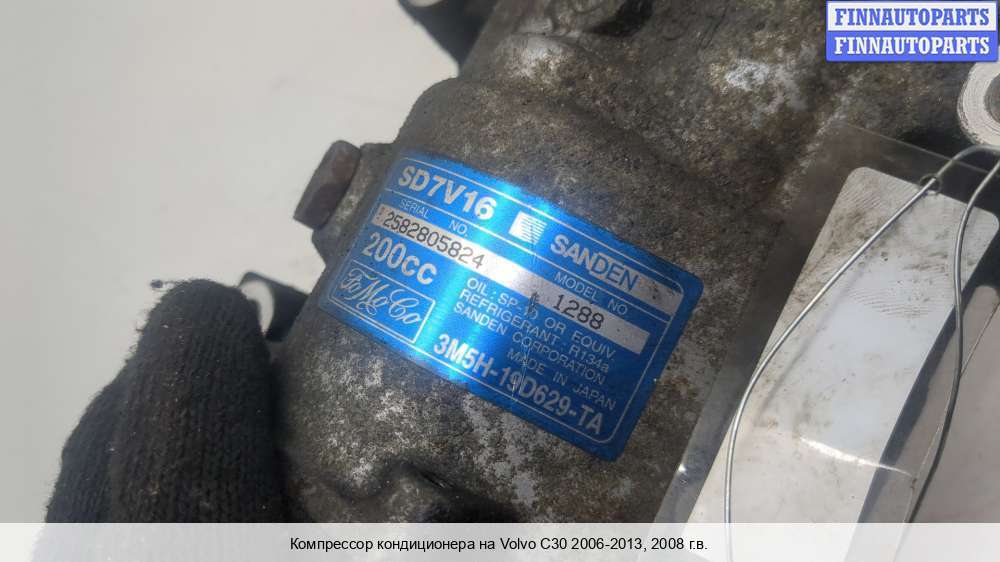 FINNAUTOPARTS
FINNAUTOPARTS
SD7V16 SANDEN
SERIAL NO. MODEL NO.
2582805824 1288
200cc
OIL : SP-10 OR EQUIV.
REFRIGERANT : R134a
SANDEN CORPORATION
MADE IN JAPAN
FoMoCo
3M5H-19D629-TA
Компрессор кондиционера на Volvo C30 2006-2013, 2008 г.в.